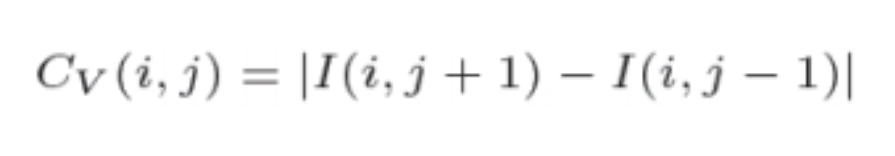 C_V(i, j) = |I(i, j + 1) − I(i, j − 1)|